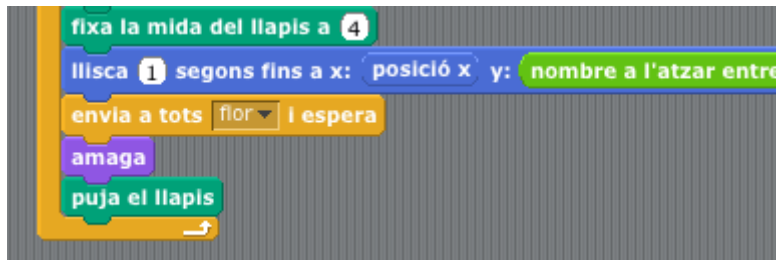 fixa la mida del llapis a 4
llisca 1 segons fins a x: posició x y: nombre a l'atzar entre
envia a tots flor i espera
amaga
puja el llapis